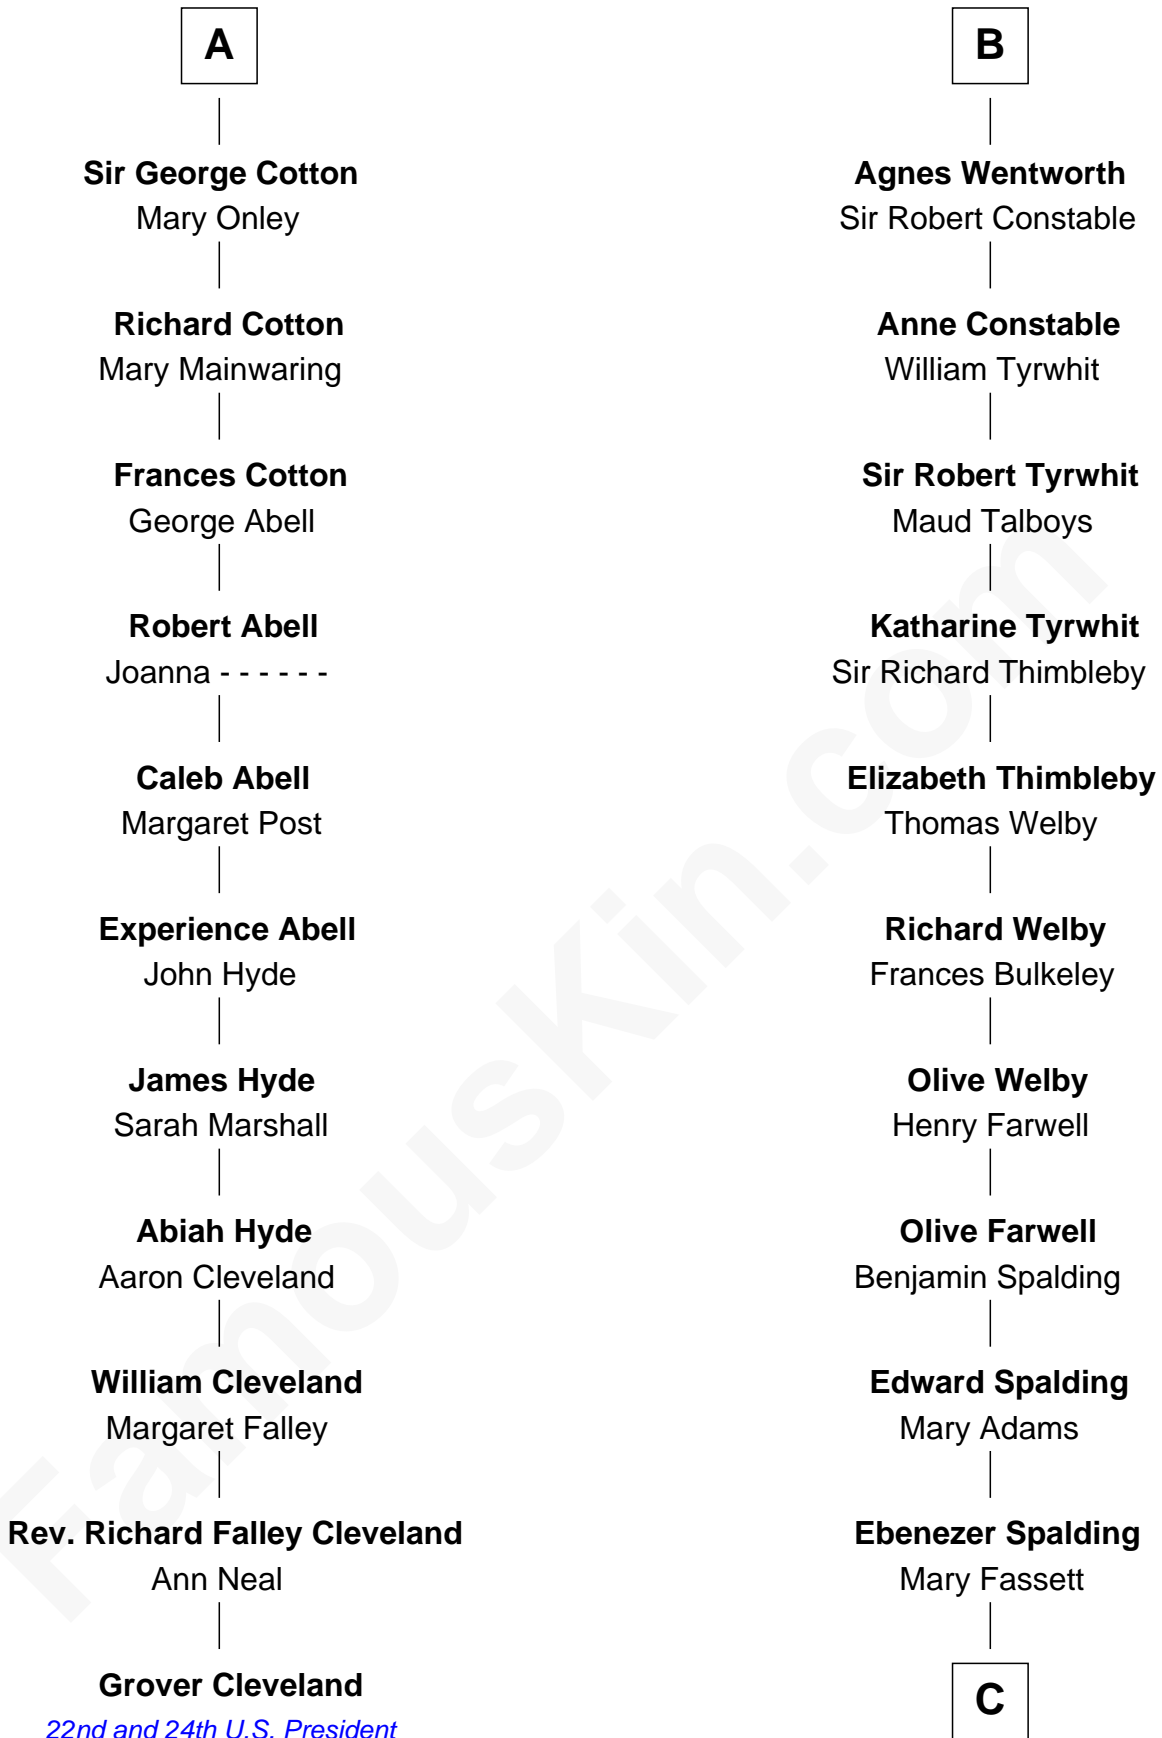 A
Sir George Cotton
Mary Onley
Richard Cotton
Mary Mainwaring
Frances Cotton
George Abell
Robert Abell
Joanna - - - - - -
Caleb Abell
Margaret Post
Experience Abell
John Hyde
James Hyde
Sarah Marshall
Abiah Hyde
Aaron Cleveland
William Cleveland
Margaret Falley
Rev. Richard Falley Cleveland
Ann Neal
Grover Cleveland
22nd and 24th U.S. President
B
Agnes Wentworth
Sir Robert Constable
Anne Constable
William Tyrwhit
Sir Robert Tyrwhit
Maud Talboys
Katharine Tyrwhit
Sir Richard Thimbleby
Elizabeth Thimbleby
Thomas Welby
Richard Welby
Frances Bulkeley
Olive Welby
Henry Farwell
Olive Farwell
Benjamin Spalding
Edward Spalding
Mary Adams
Ebenezer Spalding
Mary Fassett
C
FamousKin.com